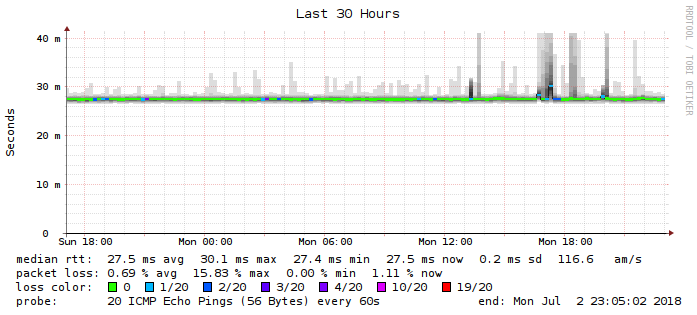 Last 30 Hours
RRDTOOL / TOBI OETIKER
Seconds
40 m
30 m
20 m
10 m
0
Sun 18:00 Mon 00:00 Mon 06:00 Mon 12:00 Mon 18:00
median rtt: 27.5 ms avg 30.1 ms max 27.4 ms min 27.5 ms now 0.2 ms sd 116.6 am/s
packet loss: 0.69 % avg 15.83 % max 0.00 % min 1.11 % now
loss color: 0 1/20 2/20 3/20 4/20 10/20 19/20
probe: 20 ICMP Echo Pings (56 Bytes) every 60s end: Mon Jul 2 23:05:02 2018